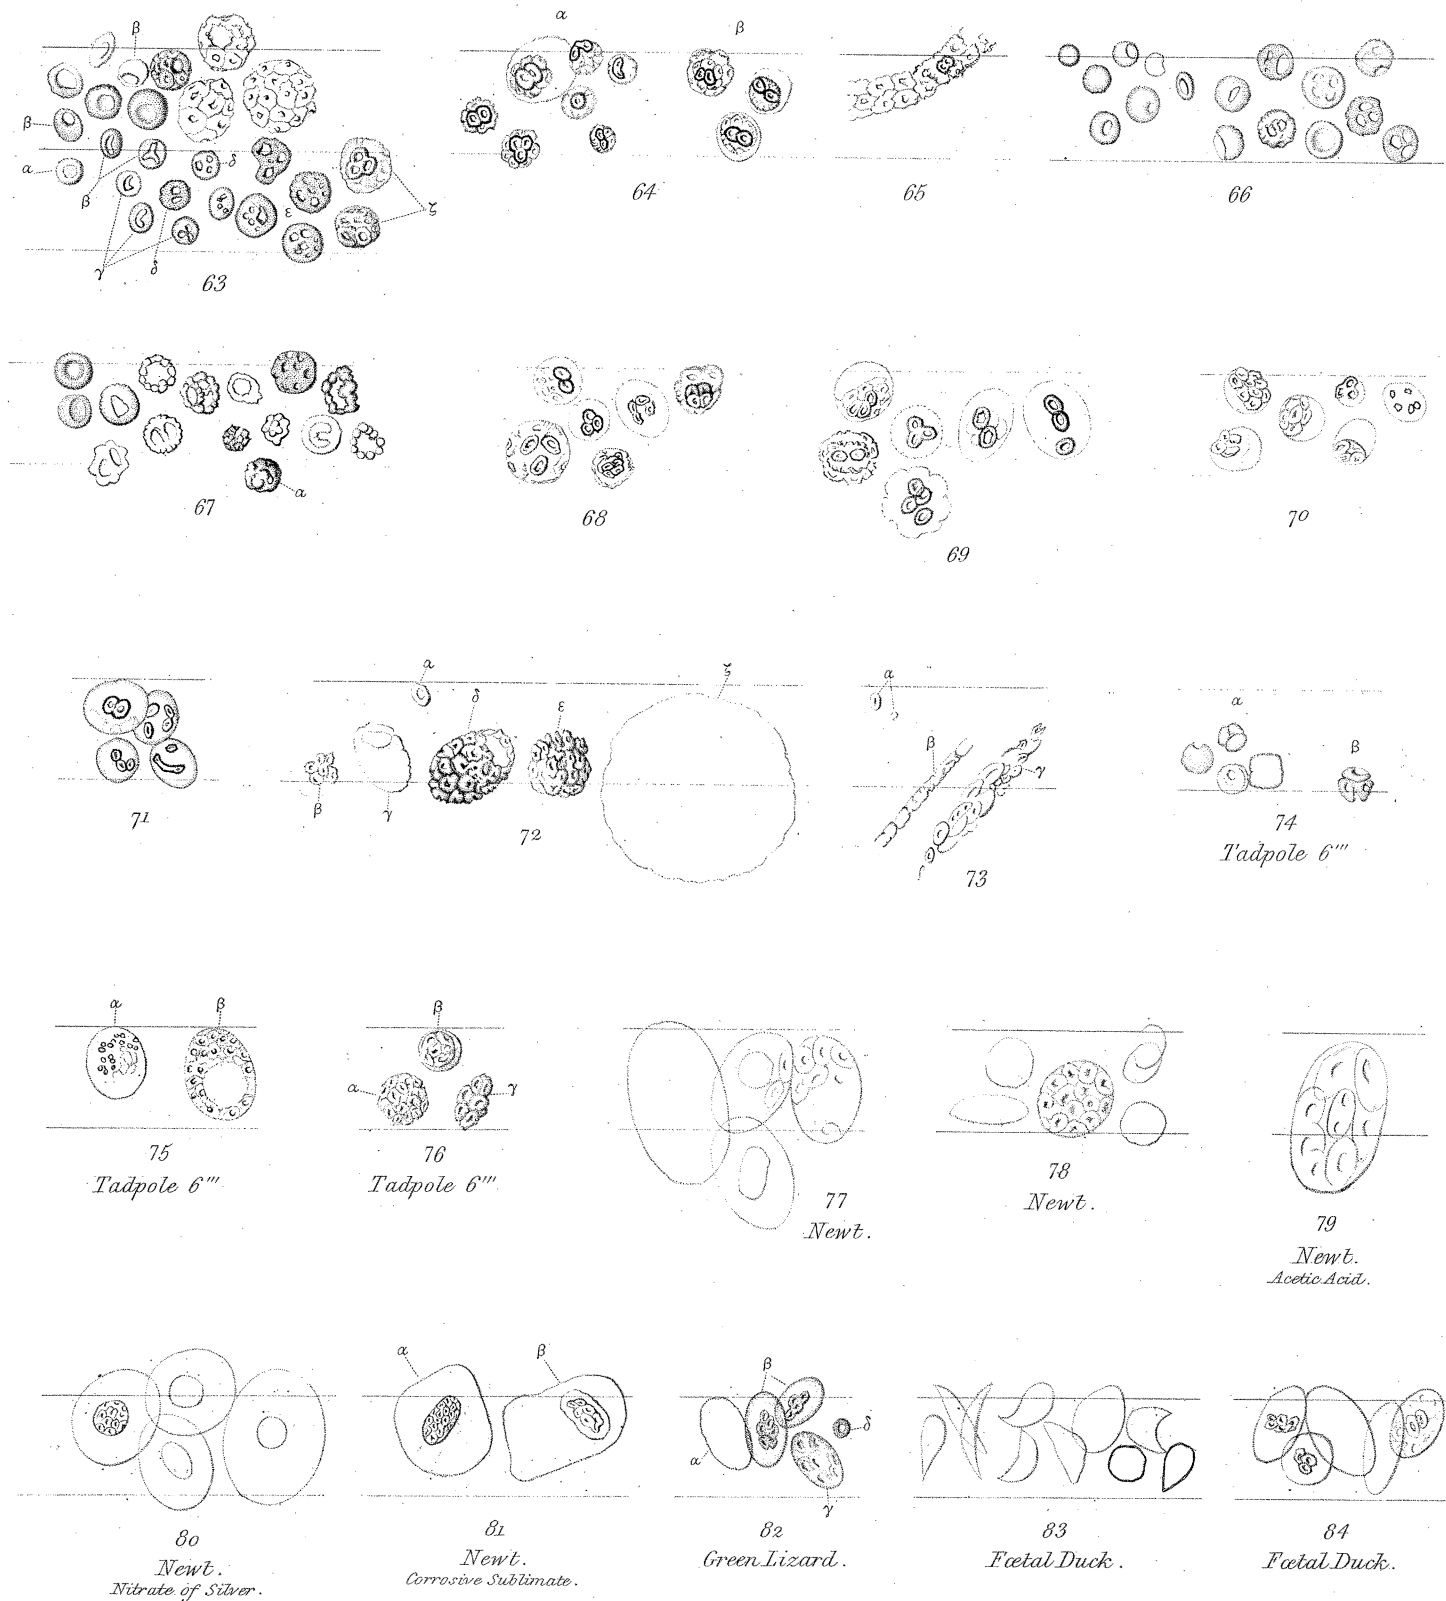 α β
β
β
α
β
δ
ε
ζ
γ δ
63
64
65
66
α
67
68
69
70
α
δ
ε
ζ
β
γ
71
72
α
β
γ
73
α
β
74
Tadpole 6‴
α
β
75
Tadpole 6‴
β
α
γ
76
Tadpole 6‴
77
Newt.
78
Newt.
79
Newt.
Acetic Acid.
80
Newt.
Nitrate of Silver.
α
β
81
Newt.
Corrosive Sublimate.
β
α
δ
γ
82
Green Lizard.
83
Fœtal Duck.
84
Fœtal Duck.